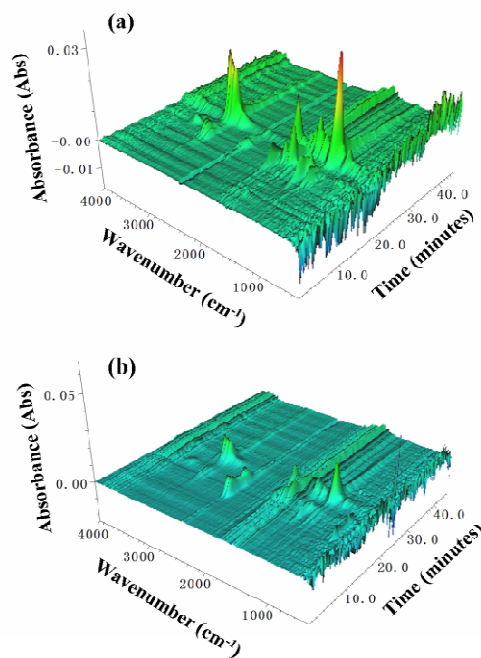 (a)
0.03
-0.00
-0.01
Absorbance (Abs)
4000
3000
2000
1000
Wavenumber (cm-1)
10.0
20.0
30.0
40.0
Time (minutes)
(b)
0.05
0.00
Absorbance (Abs)
4000
3000
2000
1000
Wavenumber (cm-1)
10.0
20.0
30.0
40.0
Time (minutes)